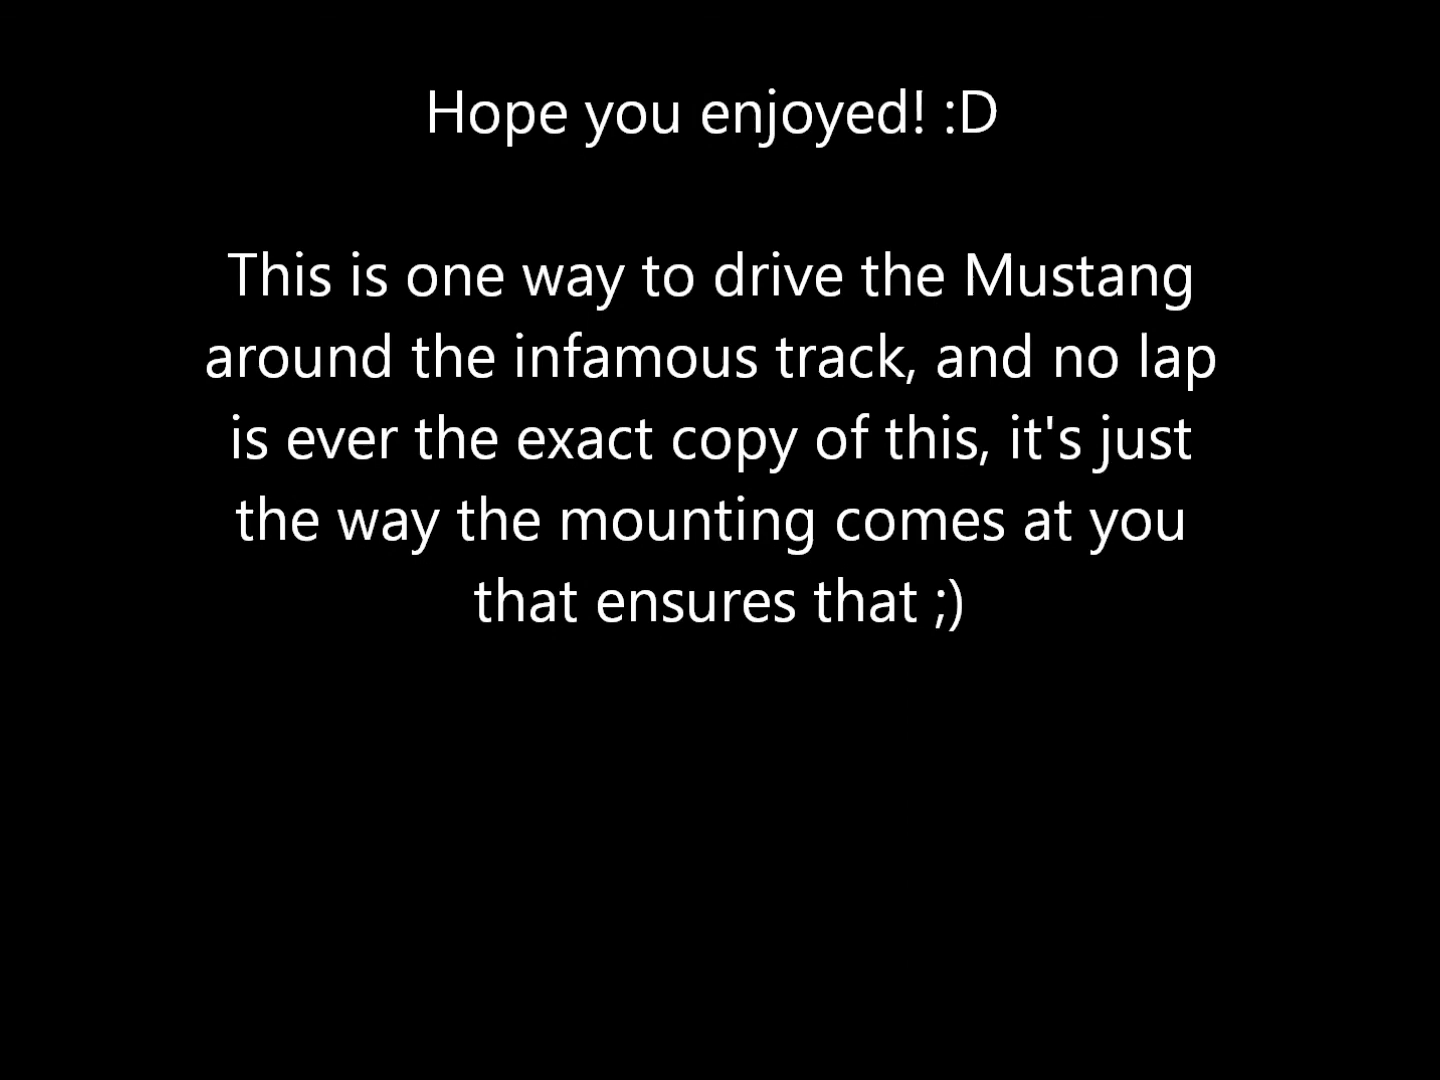 Hope you enjoyed! :D
This is one way to drive the Mustang
around the infamous track, and no lap
is ever the exact copy of this, it's just
the way the mounting comes at you
that ensures that ;)